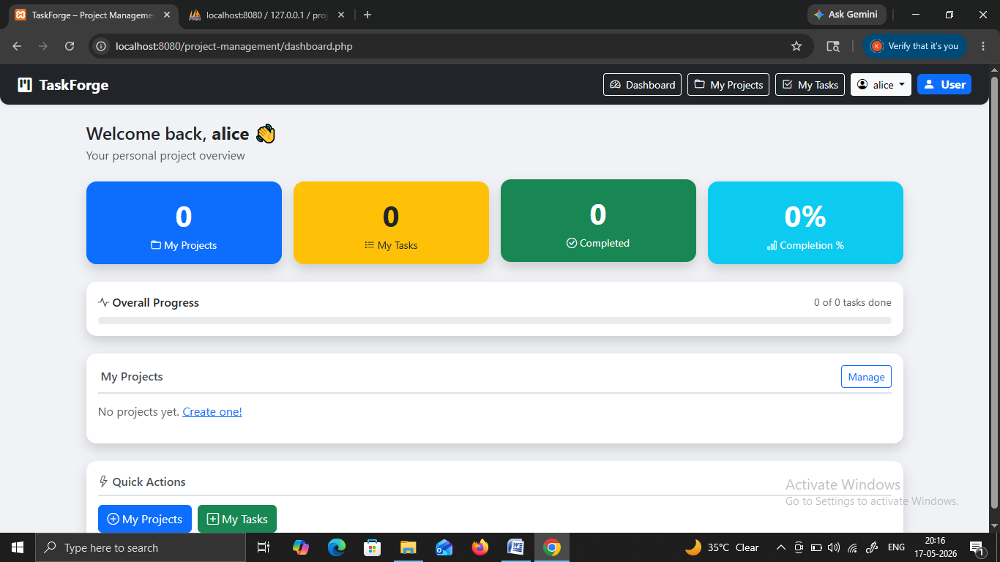 TaskForge – Project Manageme
localhost:8080 / 127.0.0.1 / proj
Ask Gemini
localhost:8080/project-management/dashboard.php
K
Verify that it's you
TaskForge
Dashboard
My Projects
My Tasks
alice
User
Welcome back, alice 👋
Your personal project overview
0
My Projects
0
My Tasks
0
Completed
0%
Completion %
Overall Progress
0 of 0 tasks done
My Projects
Manage
No projects yet. Create one!
Quick Actions
My Projects
My Tasks
Activate Windows
Go to Settings to activate Windows.
Type here to search
35°C Clear
ENG
20:16
17-05-2026
1